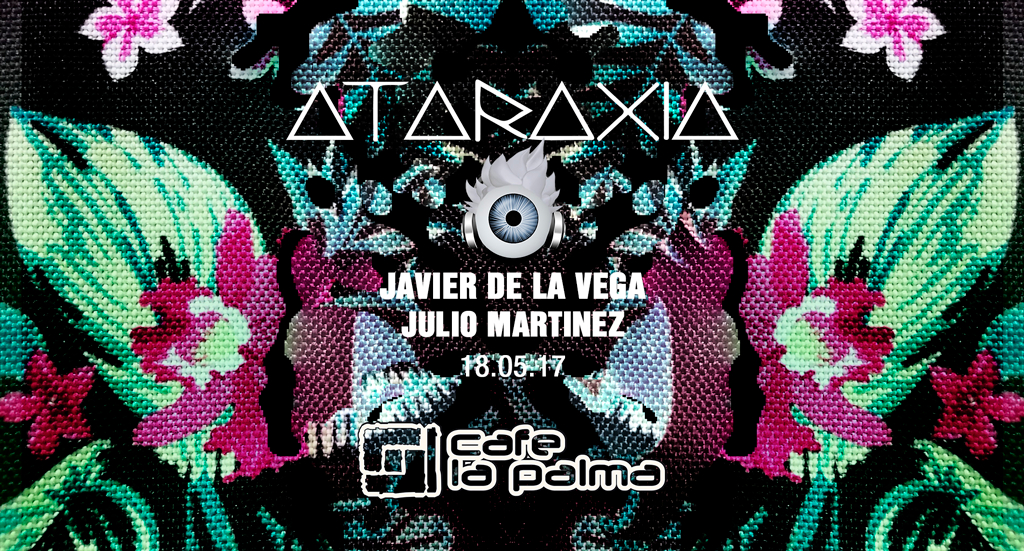 ATARAXIA
JAVIER DE LA VEGA
JULIO MARTINEZ
18.05.17
cafe
la palma